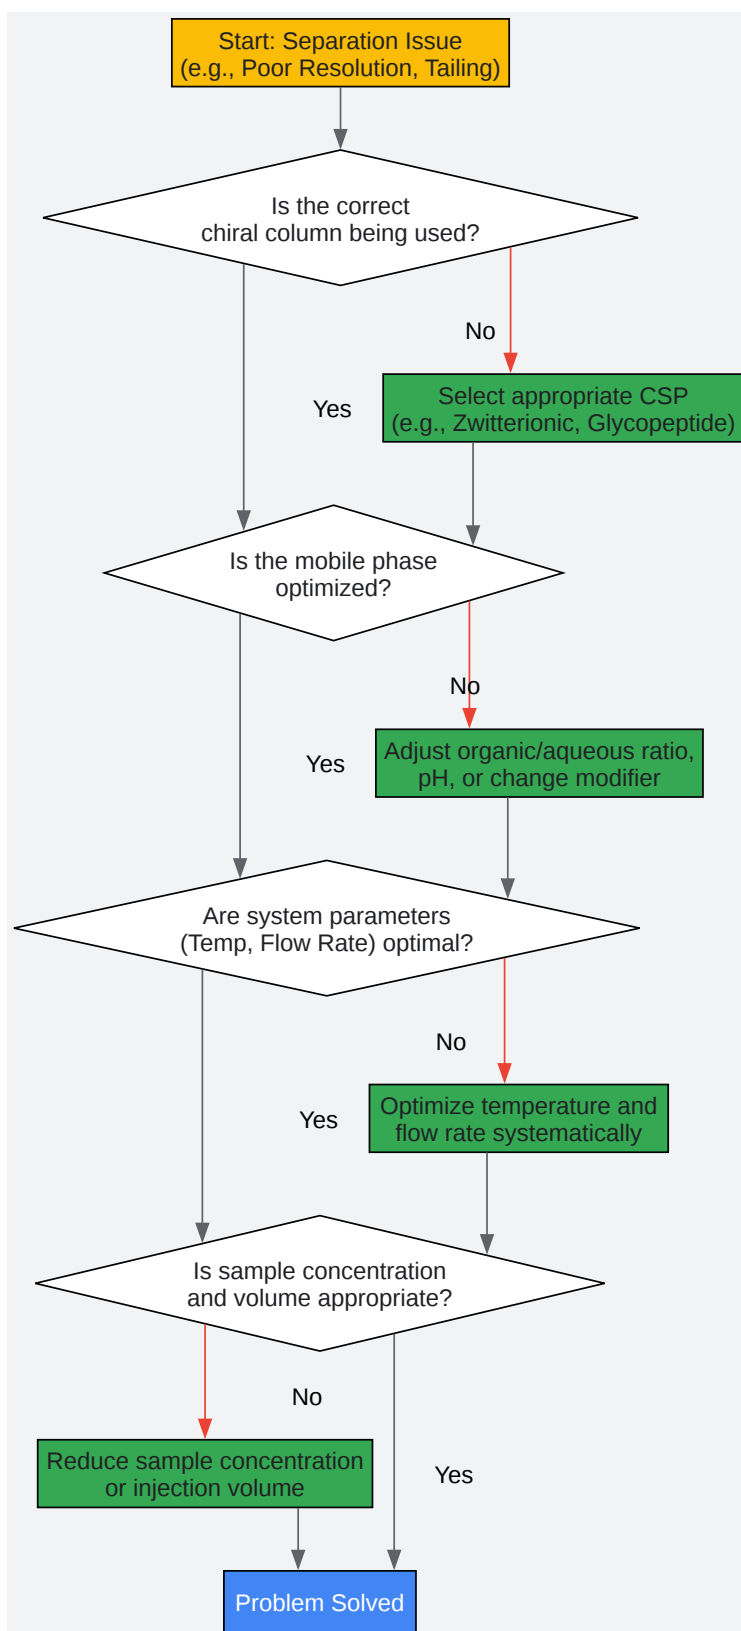 Start: Separation Issue
(e.g., Poor Resolution, Tailing)
Is the correct
chiral column being used?
No
Yes
Select appropriate CSP
(e.g., Zwitterionic, Glycopeptide)
Is the mobile phase
optimized?
No
Yes
Adjust organic/aqueous ratio,
pH, or change modifier
Are system parameters
(Temp, Flow Rate) optimal?
No
Yes
Optimize temperature and
flow rate systematically
Is sample concentration
and volume appropriate?
No
Reduce sample concentration
or injection volume
Yes
Problem Solved